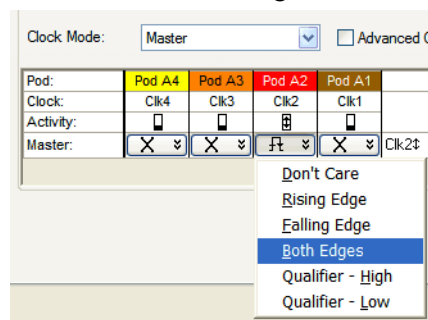 Clock Mode: Master Advanced C
Pod: Pod A4 Pod A3 Pod A2 Pod A1
Clock: Clk4 Clk3 Clk2 Clk1
Activity:
Master: X X X Clk2↕
Don't Care
Rising Edge
Falling Edge
Both Edges
Qualifier - High
Qualifier - Low